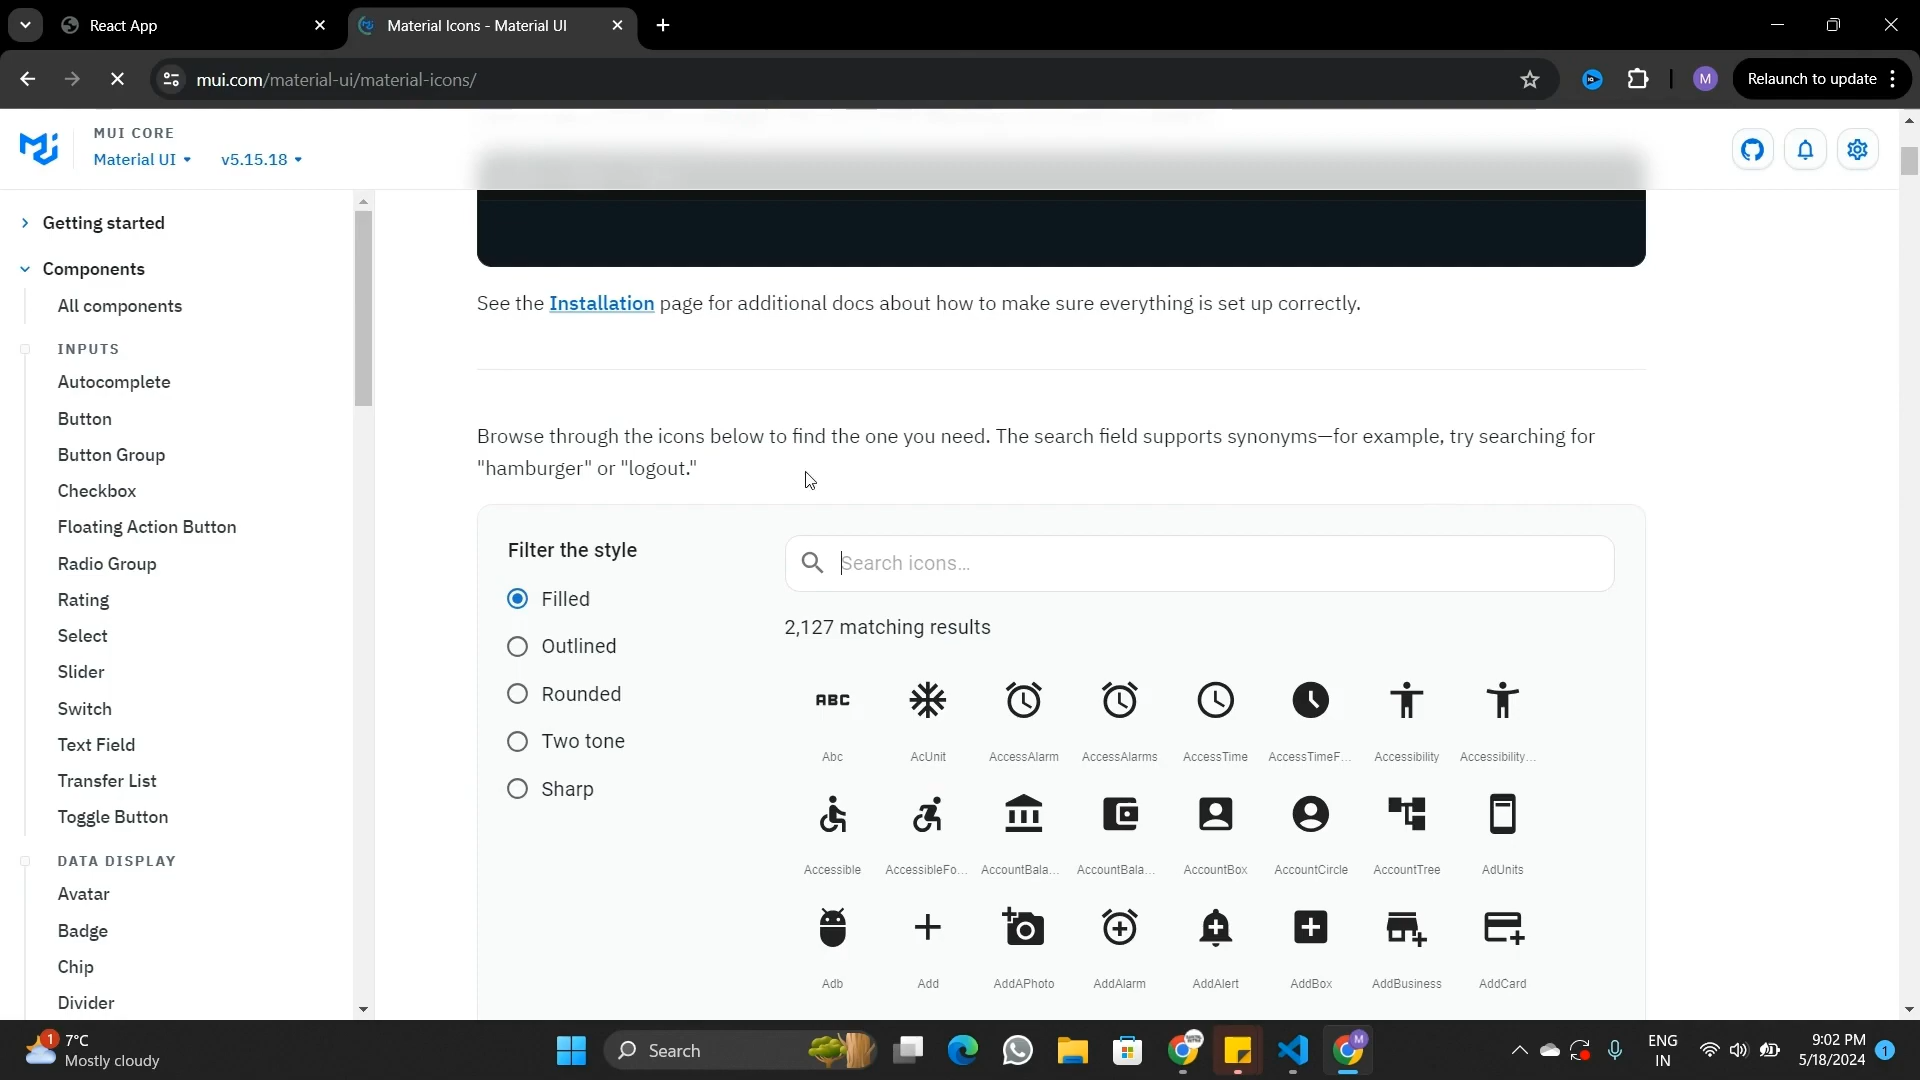 React App
Material Icons - Material UI
mui.com/material-ui/material-icons/
M
Relaunch to update
MUI CORE
Material UI
v5.15.18
Getting started
Components
All components
INPUTS
Autocomplete
Button
Button Group
Checkbox
Floating Action Button
Radio Group
Rating
Select
Slider
Switch
Text Field
Transfer List
Toggle Button
DATA DISPLAY
Avatar
Badge
Chip
Divider
See the Installation page for additional docs about how to make sure everything is set up correctly.
Browse through the icons below to find the one you need. The search field supports synonyms—for example, try searching for
"hamburger" or "logout."
Filter the style
Filled
Outlined
Rounded
Two tone
Sharp
Search icons…
2,127 matching results
ABC
Abc AcUnit AccessAlarm AccessAlarms AccessTime AccessTimeF… Accessibility Accessibility…
Accessible AccessibleFo… AccountBala… AccountBala… AccountBox AccountCircle AccountTree AdUnits
Adb Add AddAPhoto AddAlarm AddAlert AddBox AddBusiness AddCard
1
7°C
Mostly cloudy
Search
M
ENG
IN
9:02 PM
5/18/2024
1